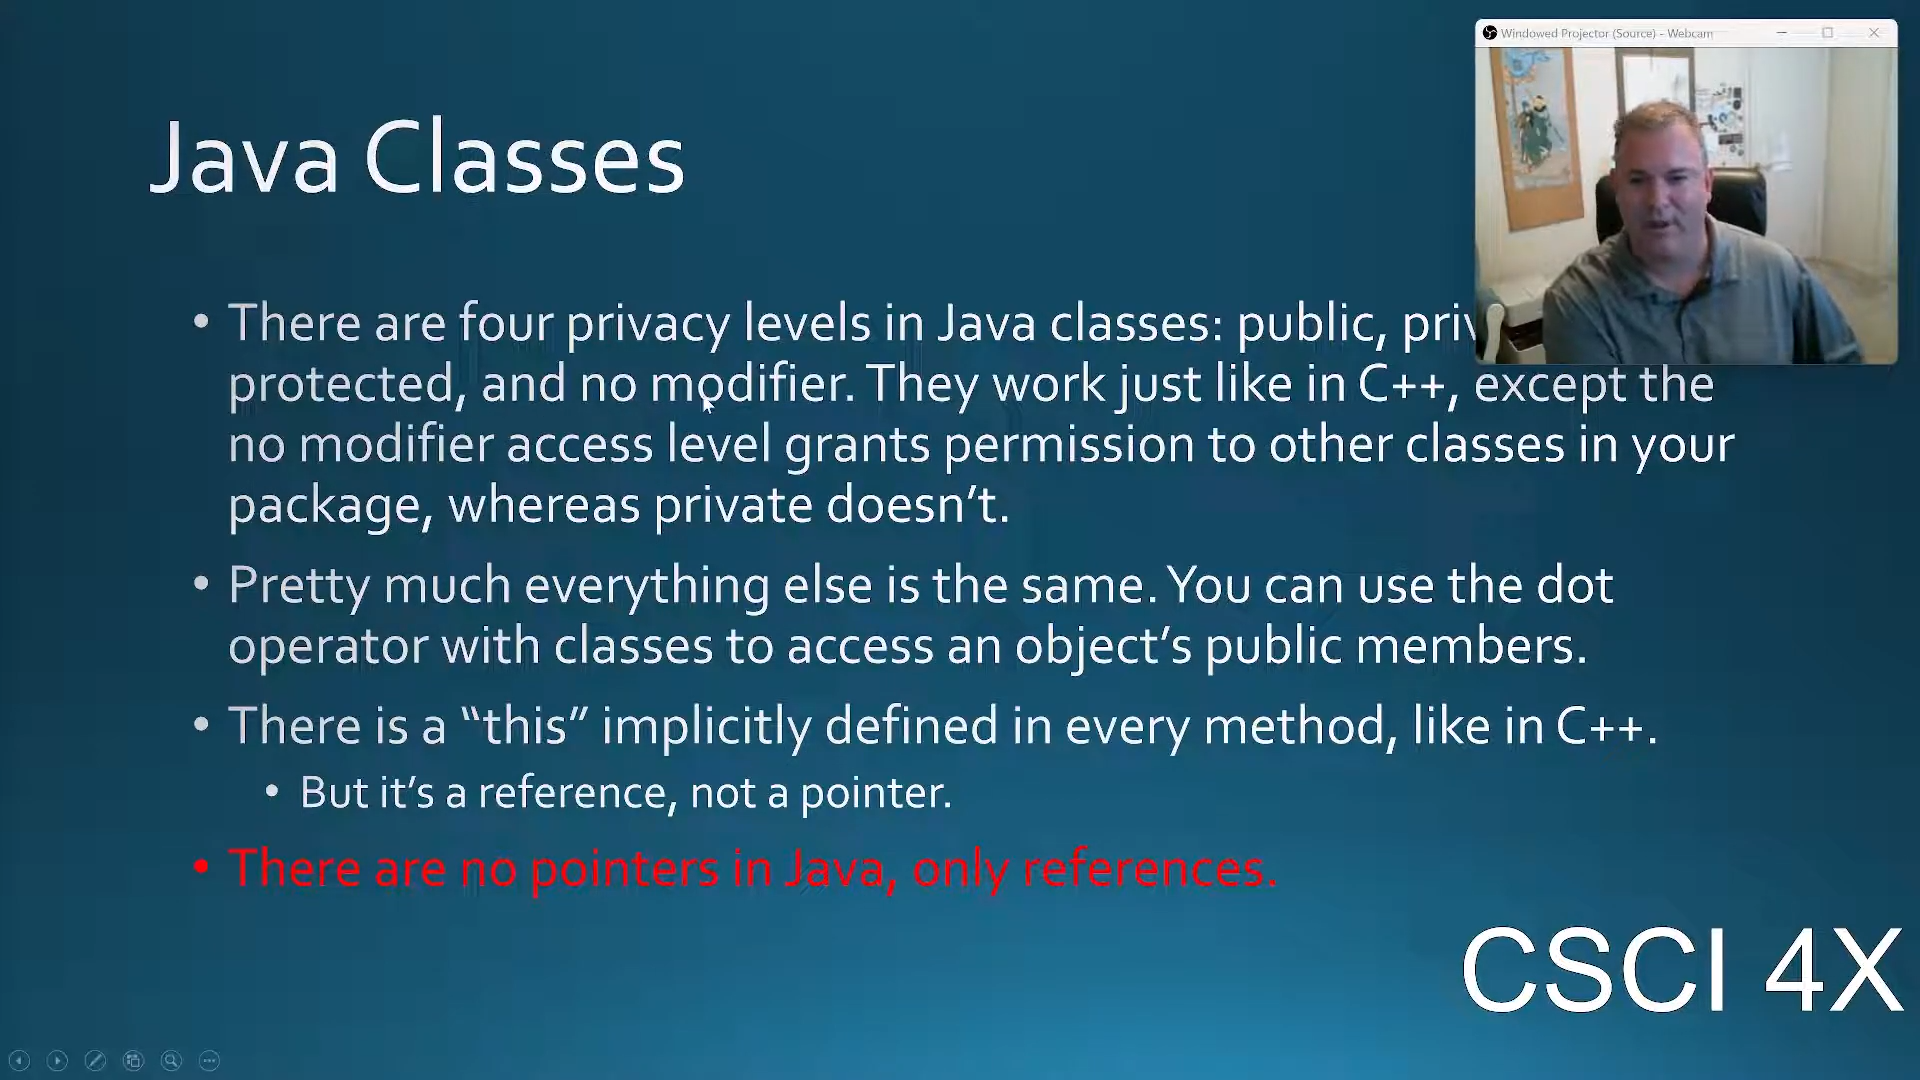 Windowed Projector (Source) - Webcam
Java Classes
• There are four privacy levels in Java classes: public, priv
protected, and no modifier. They work just like in C++, except the
no modifier access level grants permission to other classes in your
package, whereas private doesn’t.
• Pretty much everything else is the same. You can use the dot
operator with classes to access an object’s public members.
• There is a “this” implicitly defined in every method, like in C++.
• But it’s a reference, not a pointer.
• There are no pointers in Java, only references.
CSCI 4X